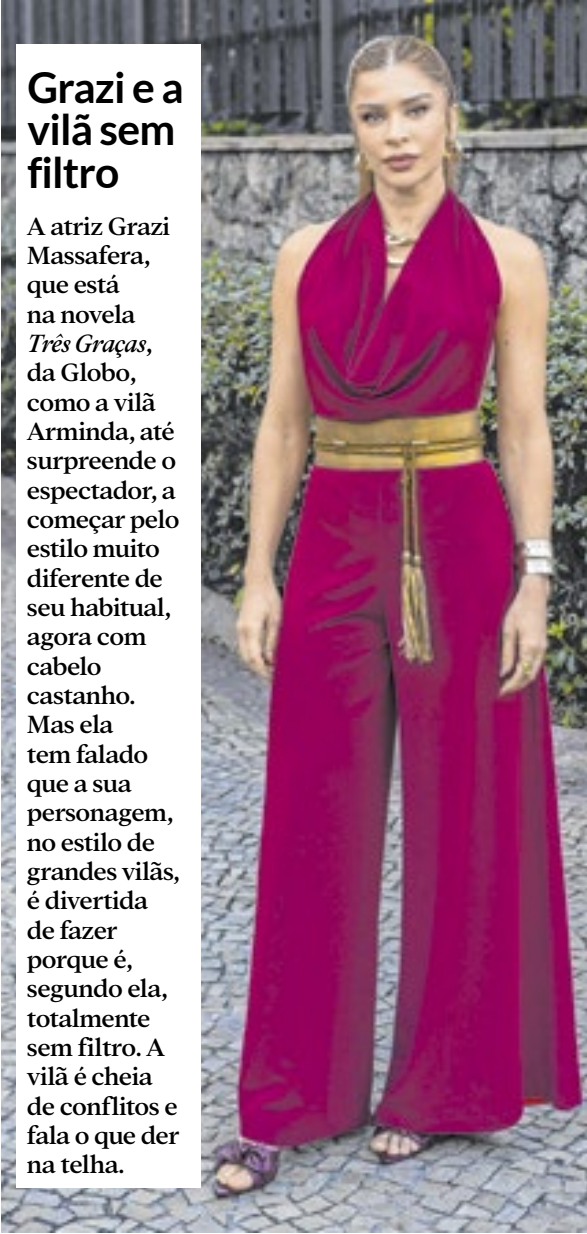 Grazi e a
vilã sem
filtro
A atriz Grazi
Massafera,
que está
na novela
Três Graças,
da Globo,
como a vilã
Arminda, até
surpreende o
espectador, a
começar pelo
estilo muito
diferente de
seu habitual,
agora com
cabelo
castanho.
Mas ela
tem falado
que a sua
personagem,
no estilo de
grandes vilãs,
é divertida
de fazer
porque é,
segundo ela,
totalmente
sem filtro. A
vilã é cheia
de conflitos e
fala o que der
na telha.